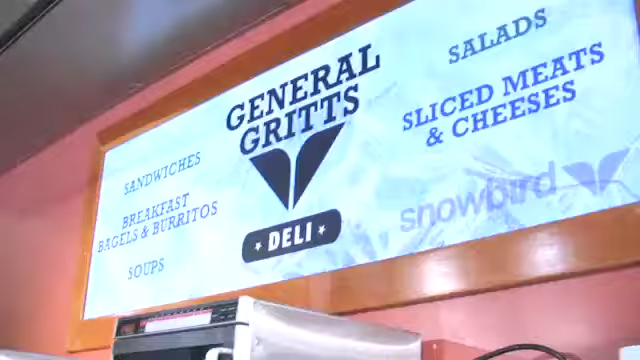 GENERAL
GRITTS
DELI
SANDWICHES
BREAKFAST
BAGELS & BURRITOS
SOUPS
SALADS
SLICED MEATS
& CHEESES
snowbird